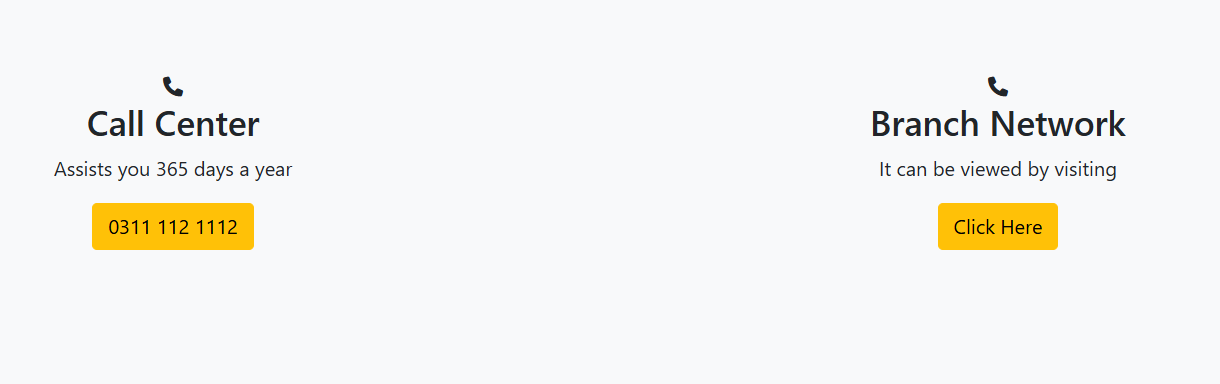 Call Center
Assists you 365 days a year
0311 112 1112
Branch Network
It can be viewed by visiting
Click Here